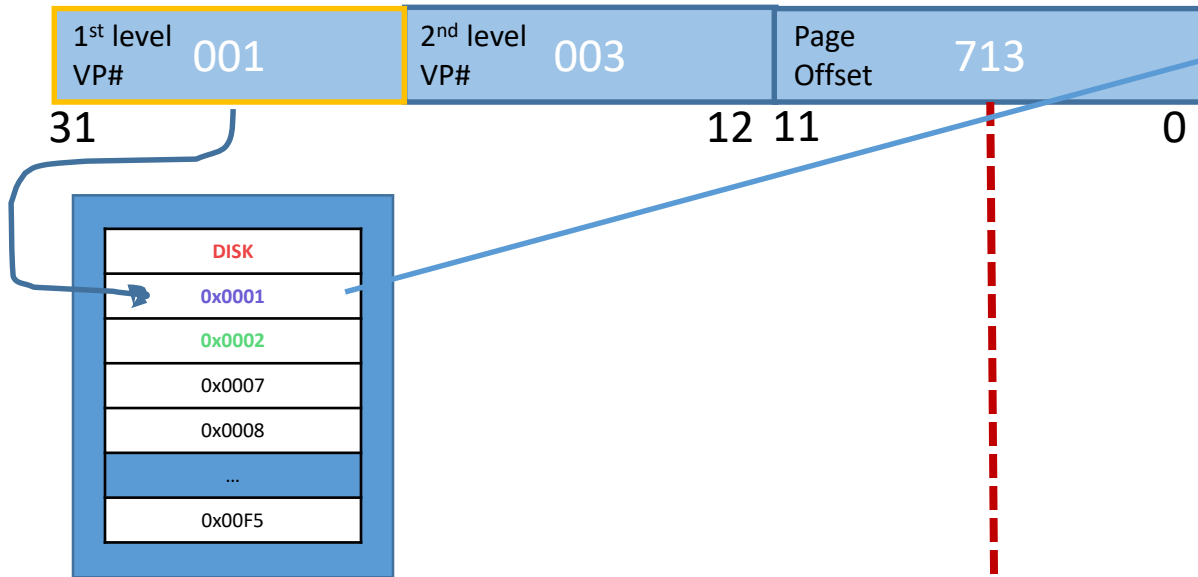 1st level VP# 001
2nd level VP# 003
Page Offset 713
31
12 11
0
DISK
0x0001
0x0002
0x0007
0x0008
...
0x00F5